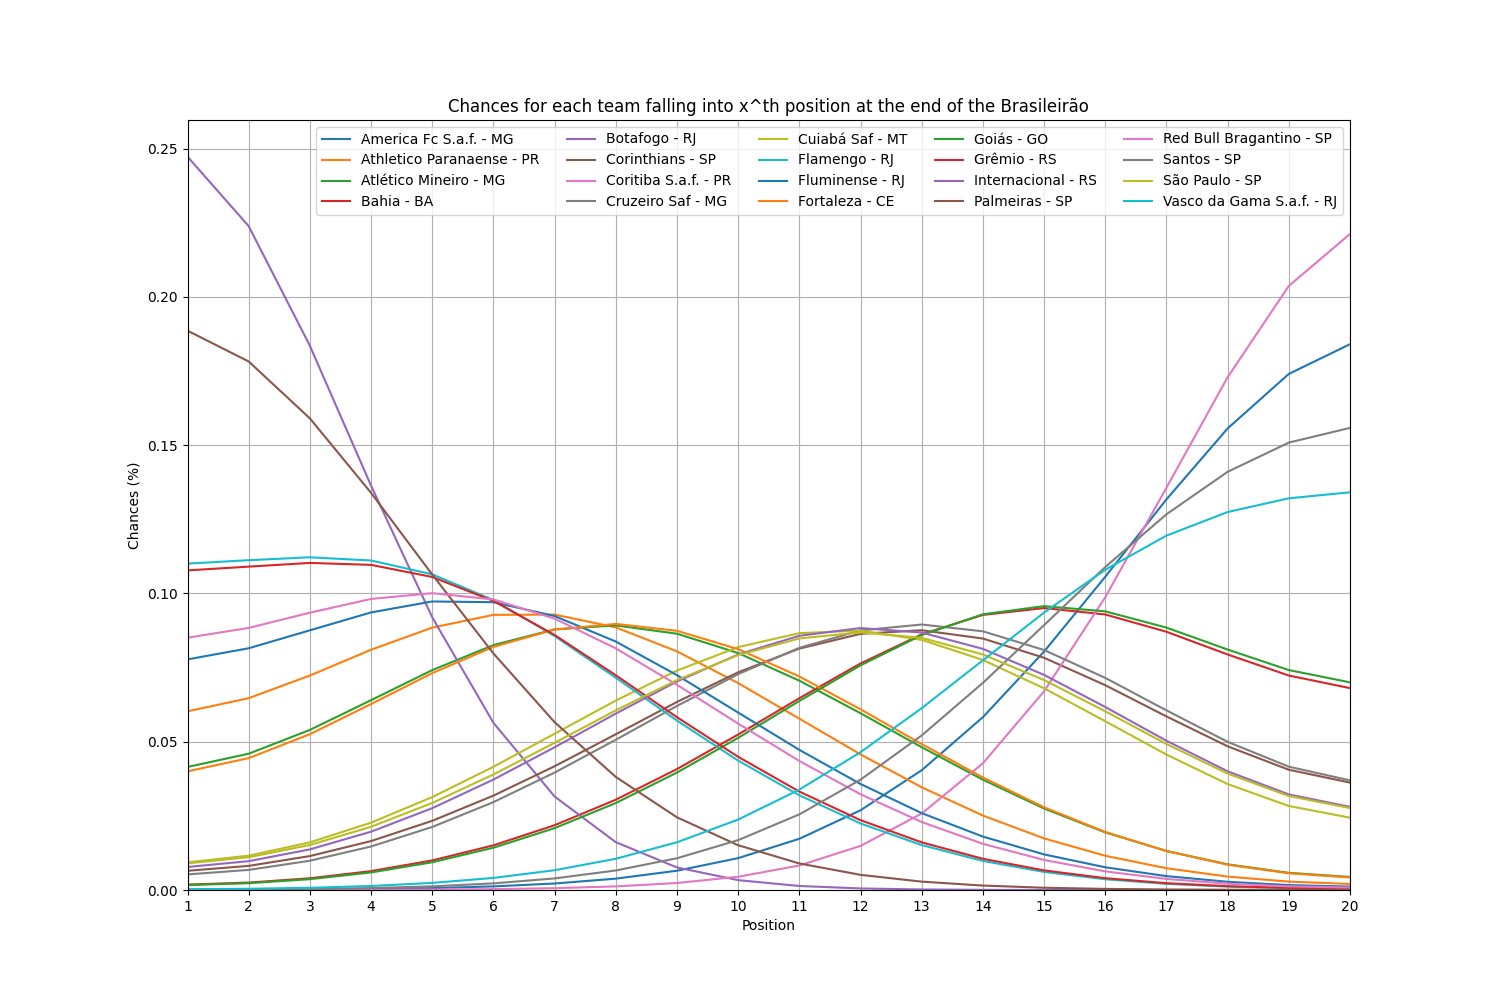 Chances for each team falling into x^th position at the end of the Brasileirão
America Fc S.a.f. - MG
Athletico Paranaense - PR
Atlético Mineiro - MG
Bahia - BA
Botafogo - RJ
Corinthians - SP
Coritiba S.a.f. - PR
Cruzeiro Saf - MG
Cuiabá Saf - MT
Flamengo - RJ
Fluminense - RJ
Fortaleza - CE
Goiás - GO
Grêmio - RS
Internacional - RS
Palmeiras - SP
Red Bull Bragantino - SP
Santos - SP
São Paulo - SP
Vasco da Gama S.a.f. - RJ
Chances (%)
0.25
0.20
0.15
0.10
0.05
0.00
1 2 3 4 5 6 7 8 9 10 11 12 13 14 15 16 17 18 19 20
Position